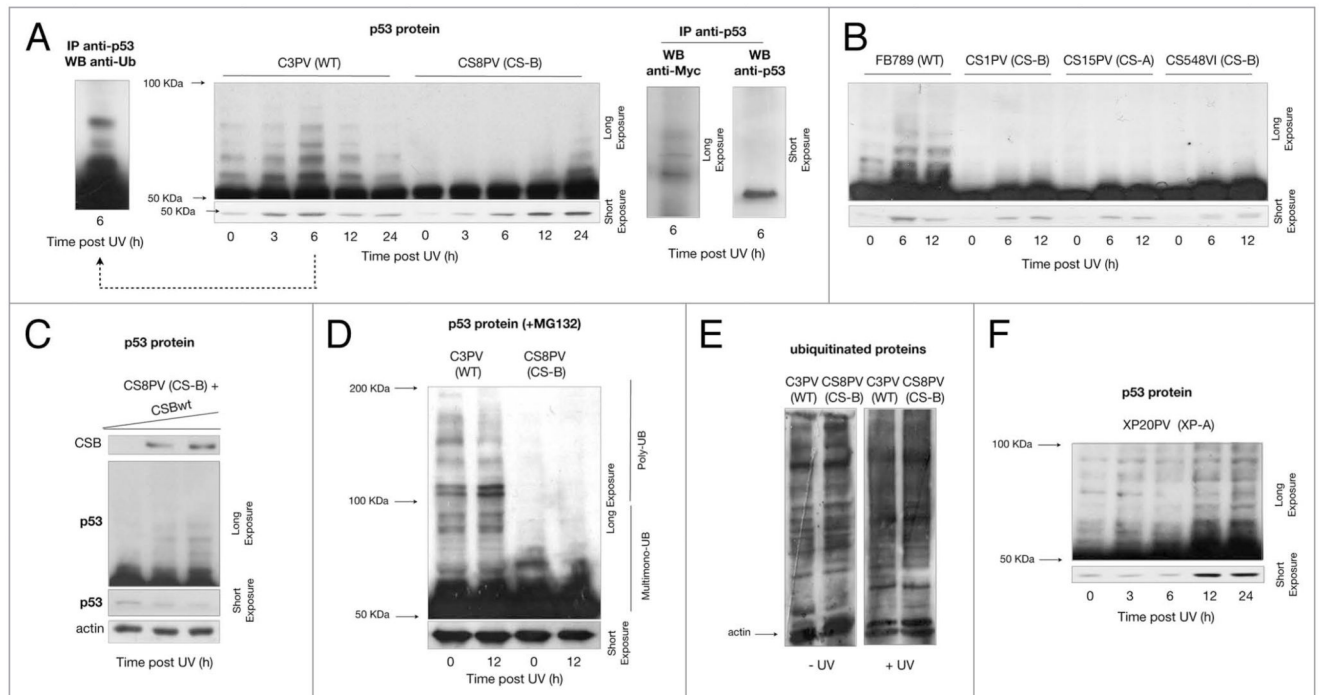 A
IP anti-p53
WB anti-Ub
6
Time post UV (h)
p53 protein
C3PV (WT)
CS8PV (CS-B)
100 KDa
50 KDa
50 KDa
Long
Exposure
Short
Exposure
0 3 6 12 24 0 3 6 12 24
Time post UV (h)
IP anti-p53
WB
anti-Myc
WB
anti-p53
Long
Exposure
Short
Exposure
6
6
Time post UV (h)
B
FB789 (WT) CS1PV (CS-B) CS15PV (CS-A) CS548VI (CS-B)
Long
Exposure
Short
Exposure
0 6 12 0 6 12 0 6 12 0 6 12
Time post UV (h)
C
p53 protein
CS8PV (CS-B) +
CSBwt
CSB
p53
Long
Exposure
p53
Short
Exposure
actin
Time post UV (h)
D
p53 protein (+MG132)
C3PV
(WT)
CS8PV
(CS-B)
200 KDa
100 KDa
50 KDa
Long Exposure
Poly-UB
Multimono-UB
Short
Exposure
0 12 0 12
Time post UV (h)
E
ubiquitinated proteins
C3PV CS8PV C3PV CS8PV
(WT) (CS-B) (WT) (CS-B)
actin
- UV + UV
F
p53 protein
XP20PV (XP-A)
100 KDa
50 KDa
Long
Exposure
Short
Exposure
0 3 6 12 24
Time post UV (h)